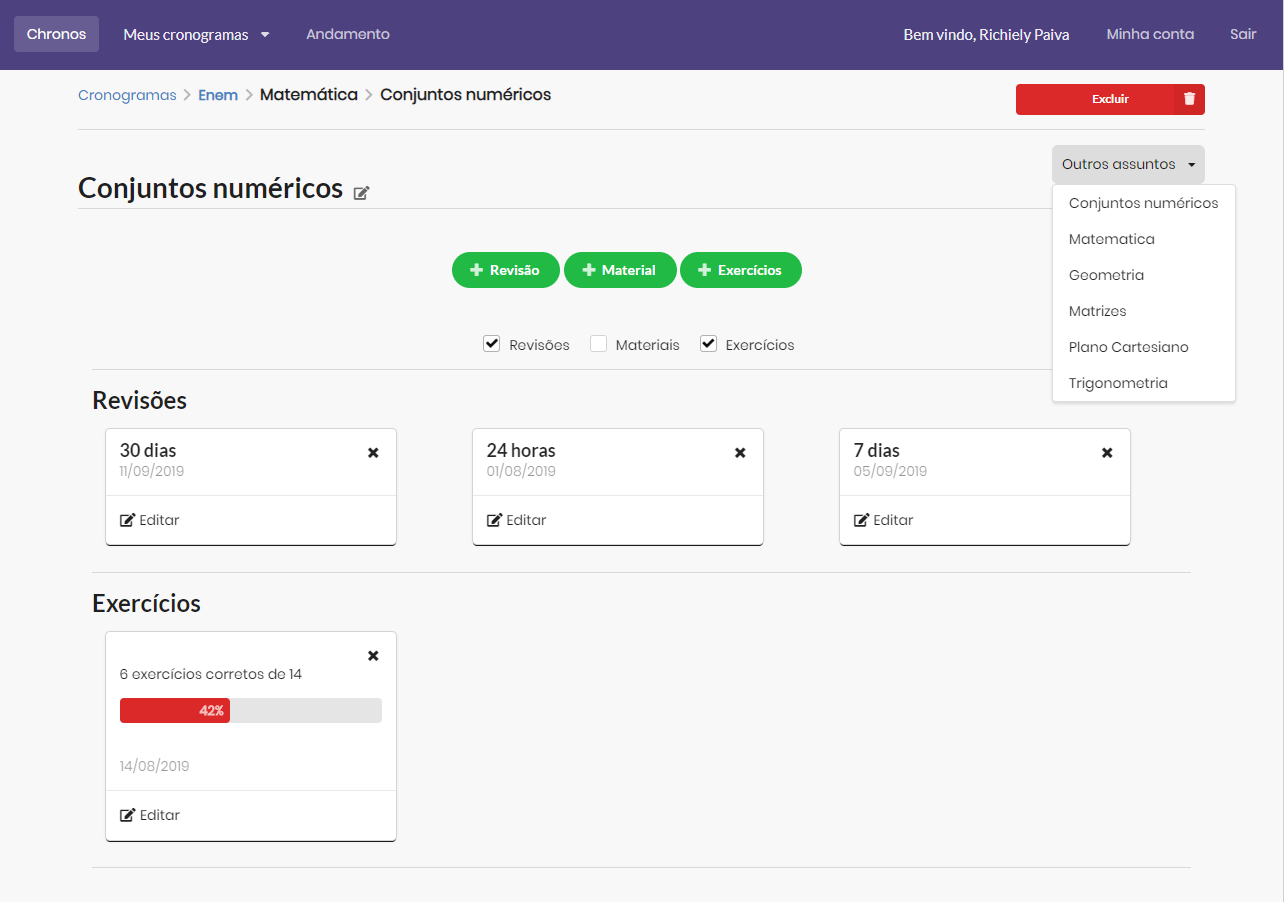 Chronos Meus cronogramas Andamento Bem vindo, Richiely Paiva Minha conta Sair
Cronogramas > Enem > Matemática > Conjuntos numéricos
Excluir
Outros assuntos
Conjuntos numéricos
Conjuntos numéricos
Matematica
Geometria
Matrizes
Plano Cartesiano
Trigonometria
Revisão Material Exercícios
Revisões Materiais Exercícios
Revisões
30 dias
11/09/2019
Editar
24 horas
01/08/2019
Editar
7 dias
05/09/2019
Editar
Exercícios
6 exercícios corretos de 14
42%
14/08/2019
Editar